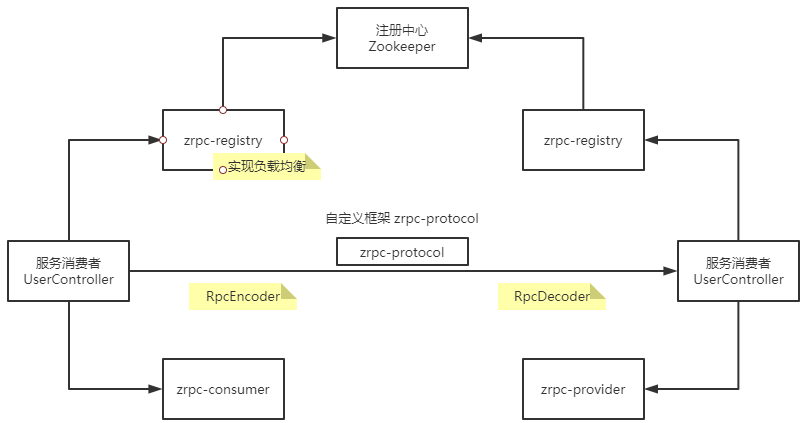 注册中心
Zookeeper
zrpc-registry
zrpc-registry
实现负载均衡
自定义框架 zrpc-protocol
zrpc-protocol
服务消费者
UserController
服务消费者
UserController
RpcEncoder
RpcDecoder
zrpc-consumer
zrpc-provider